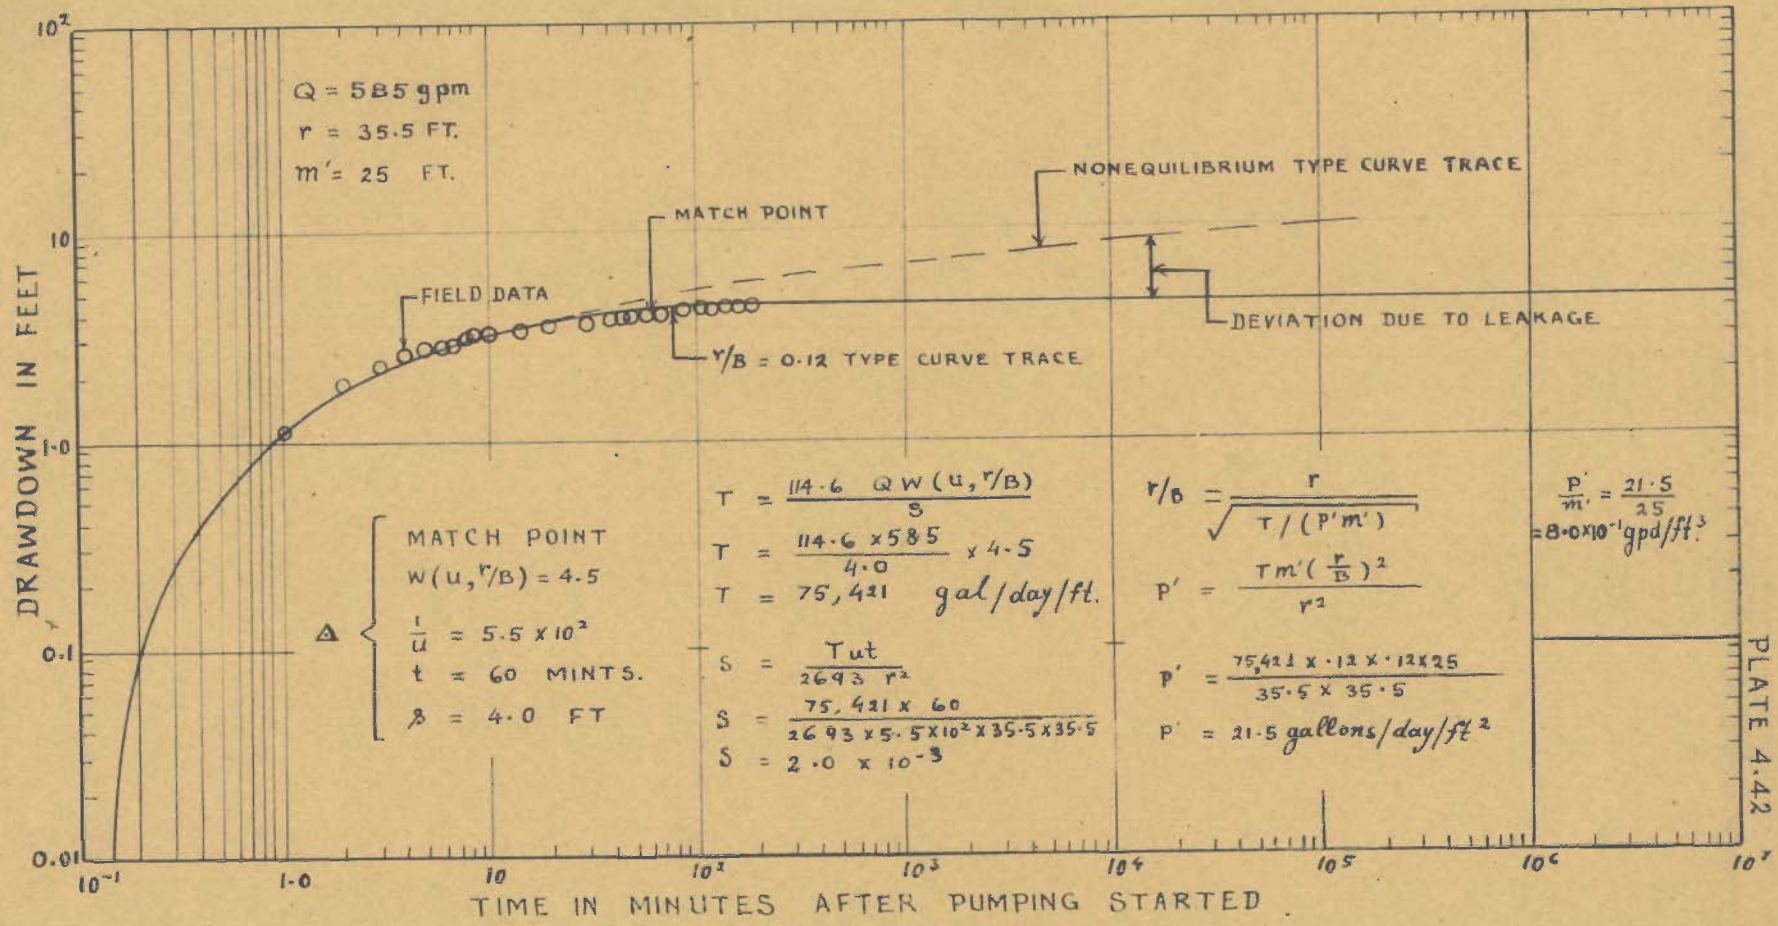 10²
10
1.0
0.1
0.01
DRAWDOWN IN FEET
Q = 585 gpm
r = 35.5 FT.
m' = 25 FT.
MATCH POINT
FIELD DATA
NONEQUILIBRIUM TYPE CURVE TRACE
DEVIATION DUE TO LEAKAGE
r/B = 0.12 TYPE CURVE TRACE
Δ { MATCH POINT
W(u, r/B) = 4.5
1/u = 5.5 x 10²
t = 60 MINTS.
s = 4.0 FT
T = 114.6 Q W (u, r/B) / s
T = 114.6 x 585 / 4.0 x 4.5
T = 75,421 gal/day/ft.
S = Tut / 2693 r²
S = 75,421 x 60 / 2693 x 5.5 x 10² x 35.5 x 35.5
S = 2.0 x 10⁻³
r/B = r / √T/(P'm')
P' = Tm'(r/B)² / r²
P' = 75,421 x .12 x .12 x 25 / 35.5 x 35.5
P' = 21.5 gallons/day/ft²
P'/m' = 21.5/25
= 8.0x10⁻¹ gpd/ft³.
10⁻¹ 1.0 10 10² 10³ 10⁴ 10⁵ 10⁶ 10⁷
TIME IN MINUTES AFTER PUMPING STARTED
PLATE 4.42